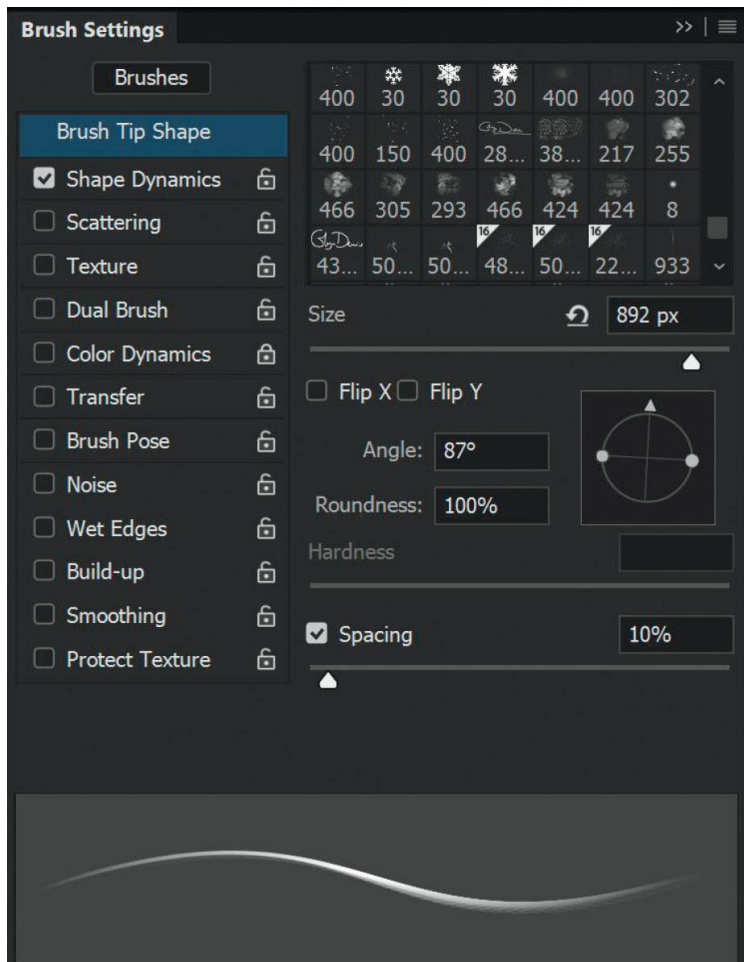 Brush Settings
Brushes
Brush Tip Shape
Shape Dynamics
Scattering
Texture
Dual Brush
Color Dynamics
Transfer
Brush Pose
Noise
Wet Edges
Build-up
Smoothing
Protect Texture
400 30 30 30 400 400 302
400 150 400 28... 38... 217 255
466 305 293 466 424 424 8
16 16 16
43... 50... 50... 48... 50... 22... 933
Size 892 px
Flip X Flip Y
Angle: 87°
Roundness: 100%
Hardness
Spacing 10%